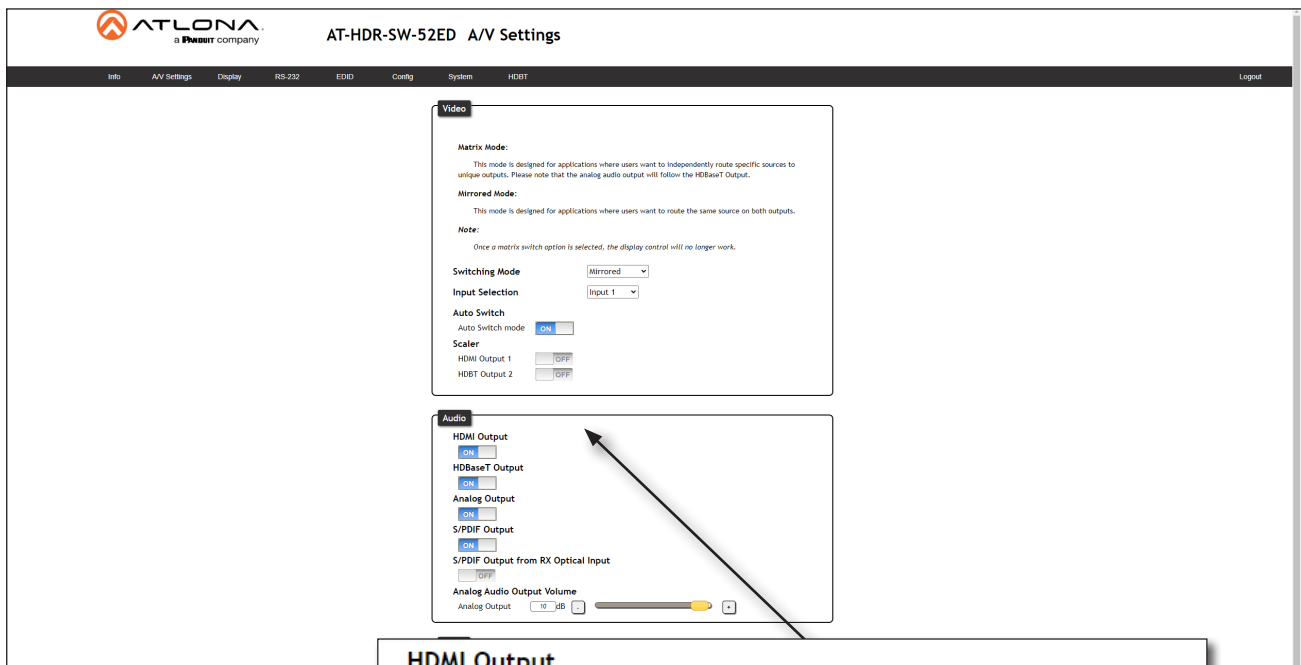 ATLONA.
a PANDUIT company
AT-HDR-SW-52ED A/V Settings
Info A/V Settings Display RS-232 EDID Config System HDBT Logout
Video
Matrix Mode:
This mode is designed for applications where users want to independently route specific sources to
unique outputs. Please note that the analog audio output will follow the HDBaseT Output.
Mirrored Mode:
This mode is designed for applications where users want to route the same source on both outputs.
Note:
Once a matrix switch option is selected, the display control will no longer work.
Switching Mode Mirrored
Input Selection Input 1
Auto Switch
Auto Switch mode ON
Scaler
HDMI Output 1 OFF
HDBT Output 2 OFF
Audio
HDMI Output
ON
HDBaseT Output
ON
Analog Output
ON
S/PDIF Output
ON
S/PDIF Output from RX Optical Input
OFF
Analog Audio Output Volume
Analog Output 10 dB - +
HDMI Output